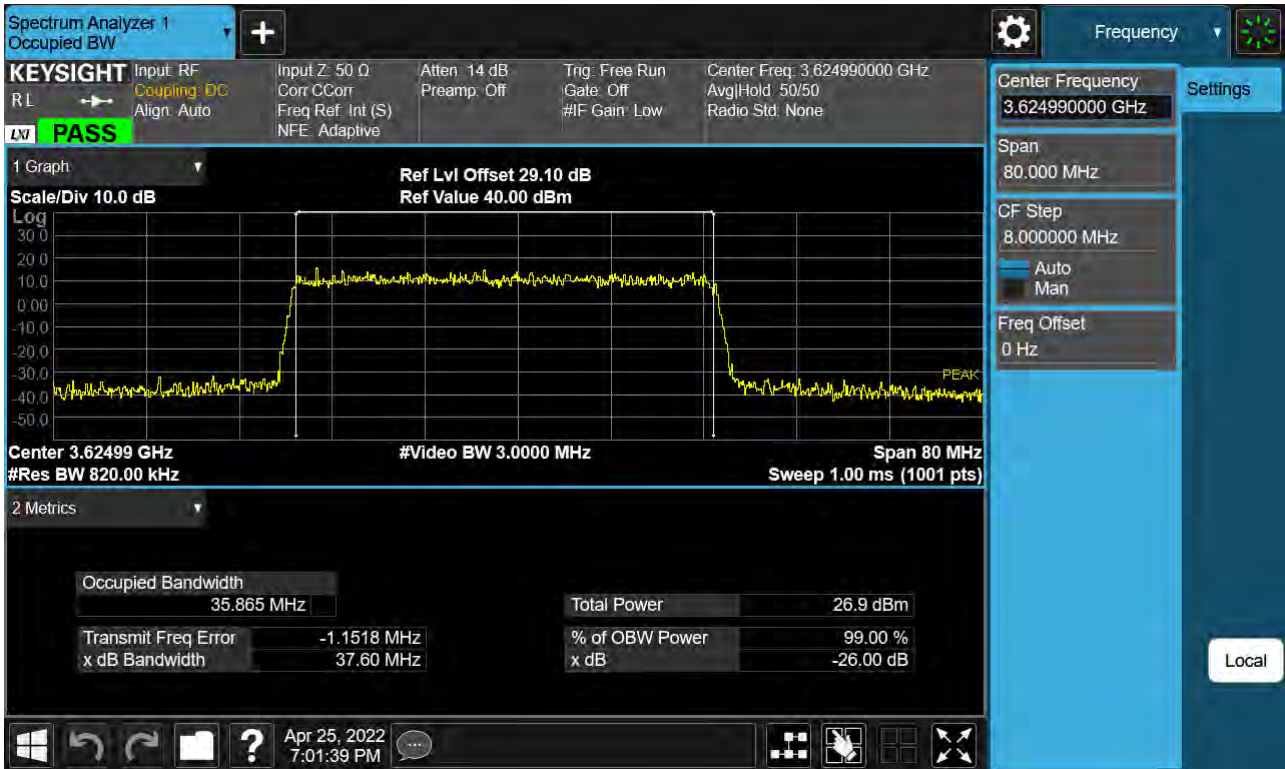 Spectrum Analyzer 1
Occupied BW
Frequency
KEYSIGHT
R L
LXI
PASS
Input: RF
Coupling: DC
Align: Auto
Input Z: 50 Ω
Corr CCorr
Freq Ref: Int (S)
NFE: Adaptive
Atten: 14 dB
Preamp: Off
Trig: Free Run
Gate: Off
#IF Gain: Low
Center Freq: 3.624990000 GHz
Avg|Hold: 50/50
Radio Std: None
Center Frequency
3.624990000 GHz
Settings
Span
80.000 MHz
CF Step
8.000000 MHz
Auto
Man
Freq Offset
0 Hz
1 Graph
Scale/Div 10.0 dB
Ref Lvl Offset 29.10 dB
Ref Value 40.00 dBm
Log
30.0
20.0
10.0
0.00
-10.0
-20.0
-30.0
-40.0
-50.0
PEAK
Center 3.62499 GHz
#Video BW 3.0000 MHz
Span 80 MHz
#Res BW 820.00 kHz
Sweep 1.00 ms (1001 pts)
2 Metrics
Occupied Bandwidth
35.865 MHz
Total Power 26.9 dBm
Transmit Freq Error -1.1518 MHz
% of OBW Power 99.00 %
x dB Bandwidth 37.60 MHz
x dB -26.00 dB
Local
?
Apr 25, 2022
7:01:39 PM